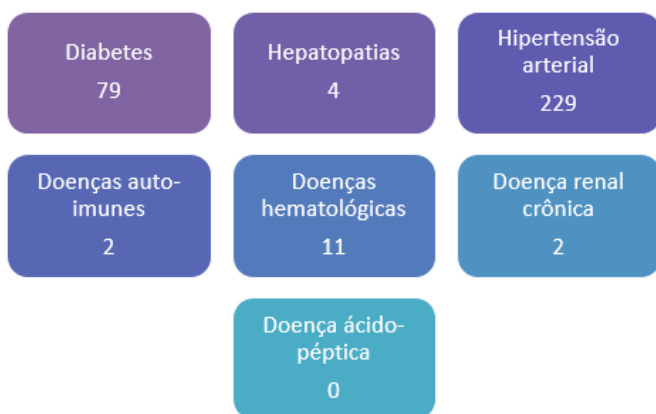 Diabetes
79
Hepatopatias
4
Hipertensão
arterial
229
Doenças auto-
imunes
2
Doenças
hematológicas
11
Doença renal
crônica
2
Doença ácido-
péptica
0